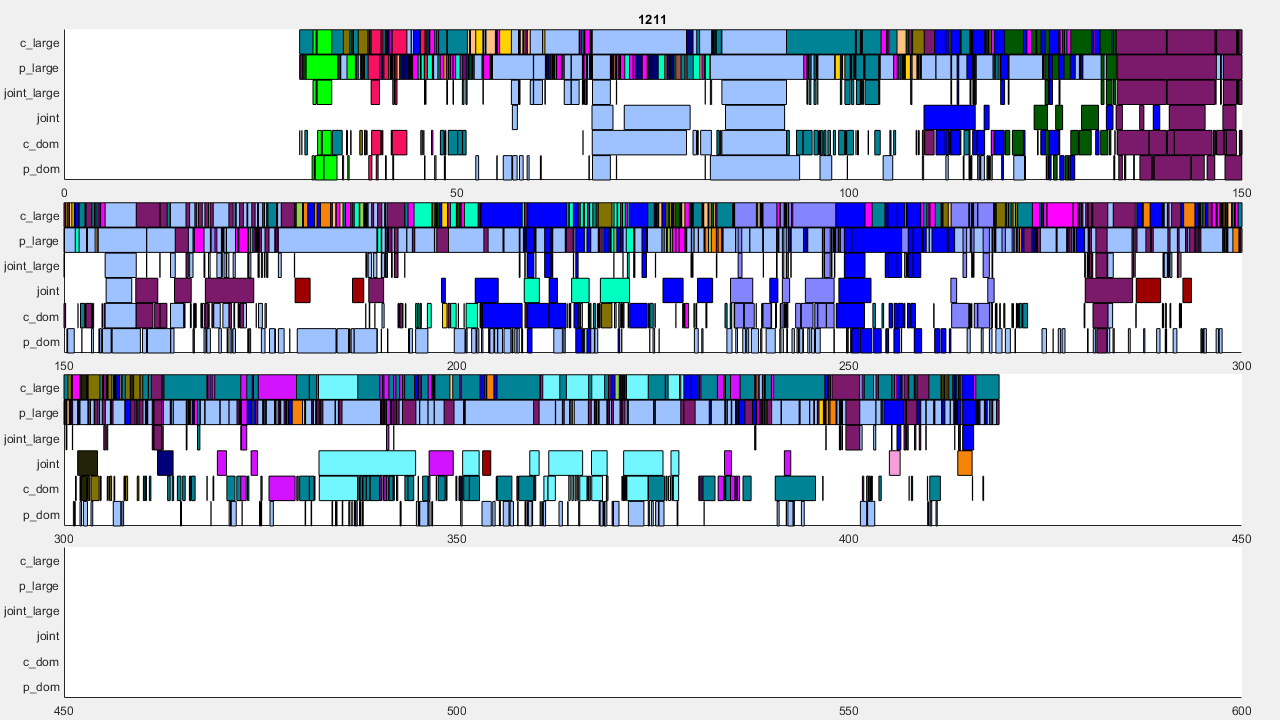 1211
c_large
p_large
joint_large
joint
c_dom
p_dom
0 50 100 150
c_large
p_large
joint_large
joint
c_dom
p_dom
150 200 250 300
c_large
p_large
joint_large
joint
c_dom
p_dom
300 350 400 450
c_large
p_large
joint_large
joint
c_dom
p_dom
450 500 550 600